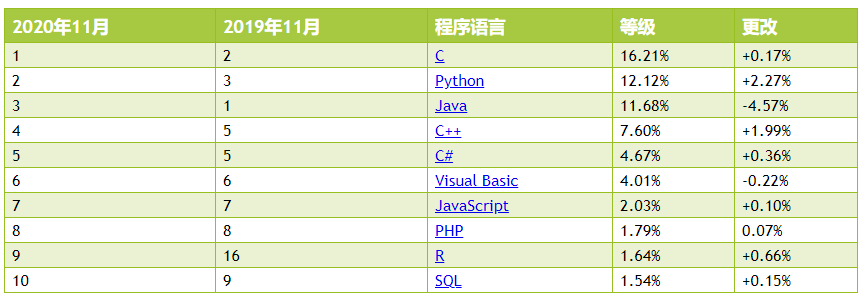 2020年11月 2019年11月 程序语言 等级 更改
1 2 C 16.21% +0.17%
2 3 Python 12.12% +2.27%
3 1 Java 11.68% -4.57%
4 5 C++ 7.60% +1.99%
5 5 C# 4.67% +0.36%
6 6 Visual Basic 4.01% -0.22%
7 7 JavaScript 2.03% +0.10%
8 8 PHP 1.79% 0.07%
9 16 R 1.64% +0.66%
10 9 SQL 1.54% +0.15%